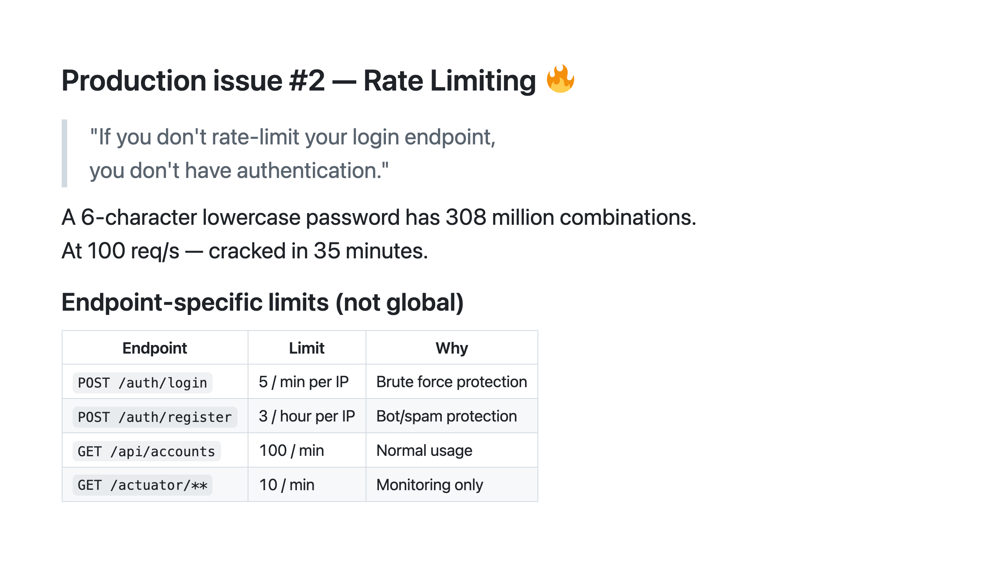 Production issue #2 — Rate Limiting 🔥
"If you don't rate-limit your login endpoint,
you don't have authentication."
A 6-character lowercase password has 308 million combinations.
At 100 req/s — cracked in 35 minutes.
Endpoint-specific limits (not global)
Endpoint Limit Why
POST /auth/login 5 / min per IP Brute force protection
POST /auth/register 3 / hour per IP Bot/spam protection
GET /api/accounts 100 / min Normal usage
GET /actuator/** 10 / min Monitoring only